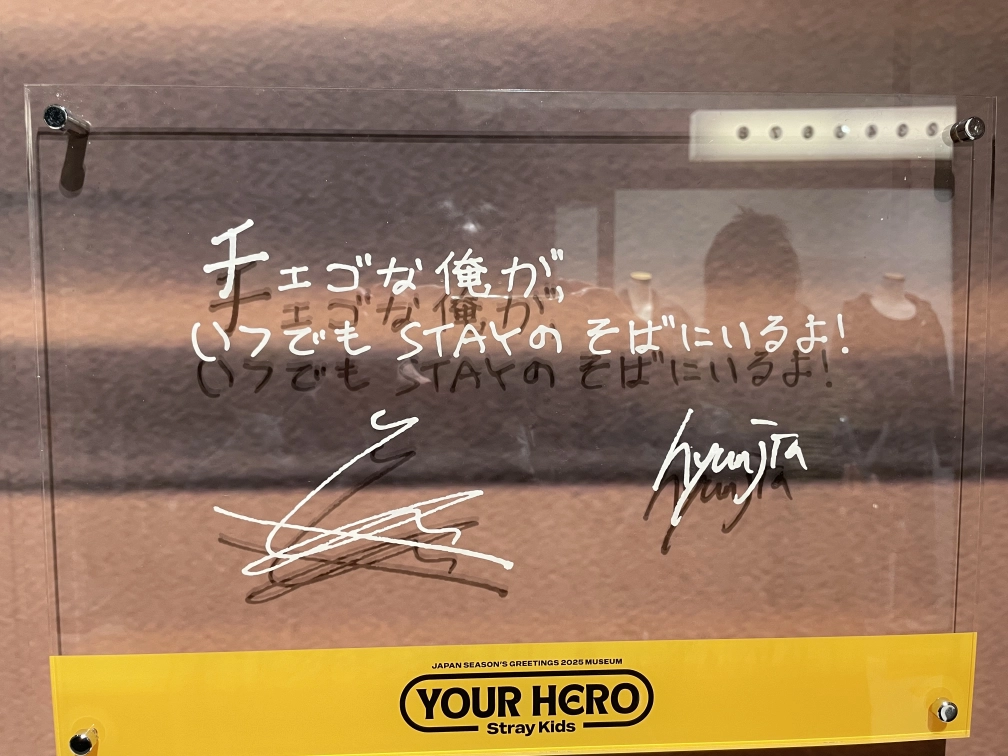 チェゴな俺が、
いつでも STAYの そばにいるよ!
hyunjin
JAPAN SEASON'S GREETINGS 2025 MUSEUM
YOUR HERO
Stray Kids